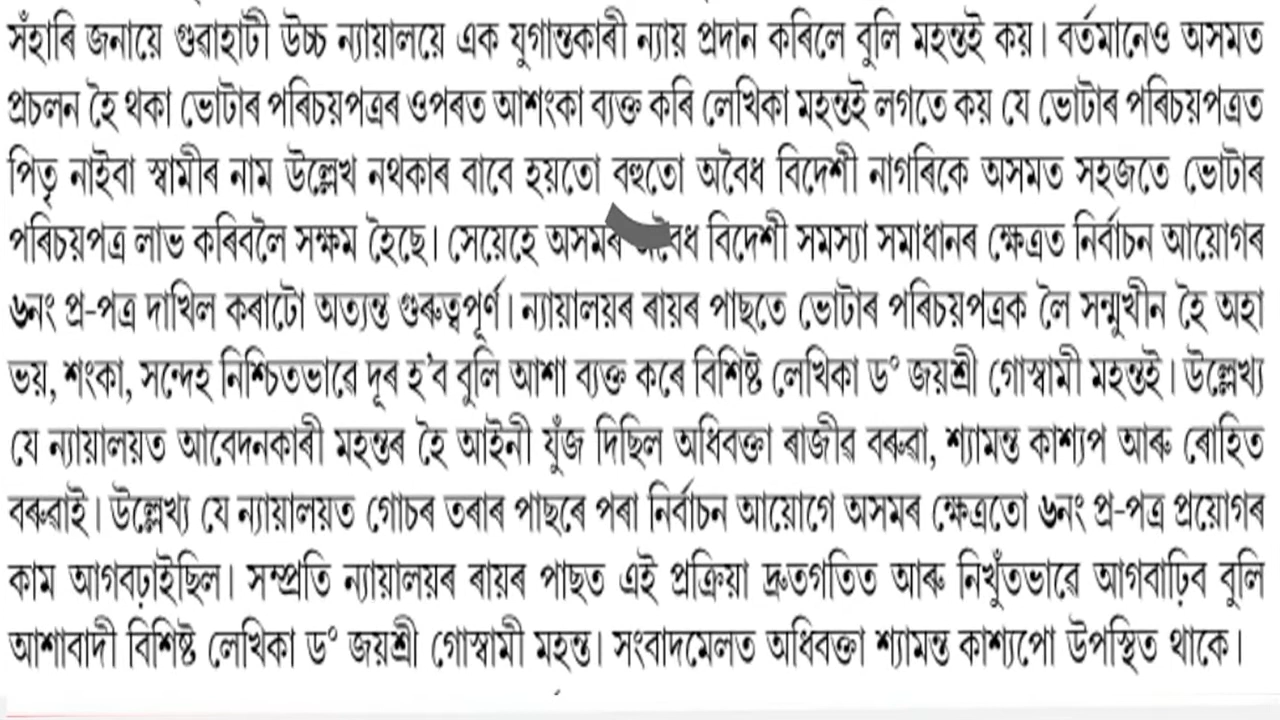 সঁহাৰি জনায়ে গুৱাহাটী উচ্চ ন্যায়ালয়ে এক যুগান্তকাৰী ন্যায় প্ৰদান কৰিলে বুলি মহন্তই কয়। বৰ্তমানেও অসমত
প্ৰচলন হৈ থকা ভোটাৰ পৰিচয়পত্ৰৰ ওপৰত আশংকা ব্যক্ত কৰি লেখিকা মহন্তই লগতে কয় যে ভোটাৰ পৰিচয়পত্ৰত
পিতৃ নাইবা স্বামীৰ নাম উল্লেখ নথকাৰ বাবে হয়তো বহুতো অবৈধ বিদেশী নাগৰিকে অসমত সহজতে ভোটাৰ
পৰিচয়পত্ৰ লাভ কৰিবলৈ সক্ষম হৈছে। সেয়েহে অসমৰ বিদেশী সমস্যা সমাধানৰ ক্ষেত্ৰত নিৰ্বাচন আয়োগৰ
৬নং প্ৰ-পত্ৰ দাখিল কৰাটো অত্যন্ত গুৰুত্বপূৰ্ণ। ন্যায়ালয়ৰ ৰায়ৰ পাছতে ভোটাৰ পৰিচয়পত্ৰক লৈ সন্মুখীন হৈ অহা
ভয়, শংকা, সন্দেহ নিশ্চিতভাৱে দূৰ হ'ব বুলি আশা ব্যক্ত কৰে বিশিষ্ট লেখিকা ড° জয়শ্ৰী গোস্বামী মহন্তই। উল্লেখ্য
যে ন্যায়ালয়ত আবেদনকাৰী মহন্তৰ হৈ আইনী যুঁজ দিছিল অধিবক্তা ৰাজীৱ বৰুৱা, শ্যামন্ত কাশ্যপ আৰু ৰোহিত
বৰুৱাই। উল্লেখ্য যে ন্যায়ালয়ত গোচৰ তৰাৰ পাছৰে পৰা নিৰ্বাচন আয়োগে অসমৰ ক্ষেত্ৰতো ৬নং প্ৰ-পত্ৰ প্ৰয়োগৰ
কাম আগবঢ়াইছিল। সম্প্ৰতি ন্যায়ালয়ৰ ৰায়ৰ পাছত এই প্ৰক্ৰিয়া দ্ৰুতগতিত আৰু নিখুঁতভাৱে আগবাঢ়িব বুলি
আশাবাদী বিশিষ্ট লেখিকা ড° জয়শ্ৰী গোস্বামী মহন্ত। সংবাদমেলত অধিবক্তা শ্যামন্ত কাশ্যপো উপস্থিত থাকে।